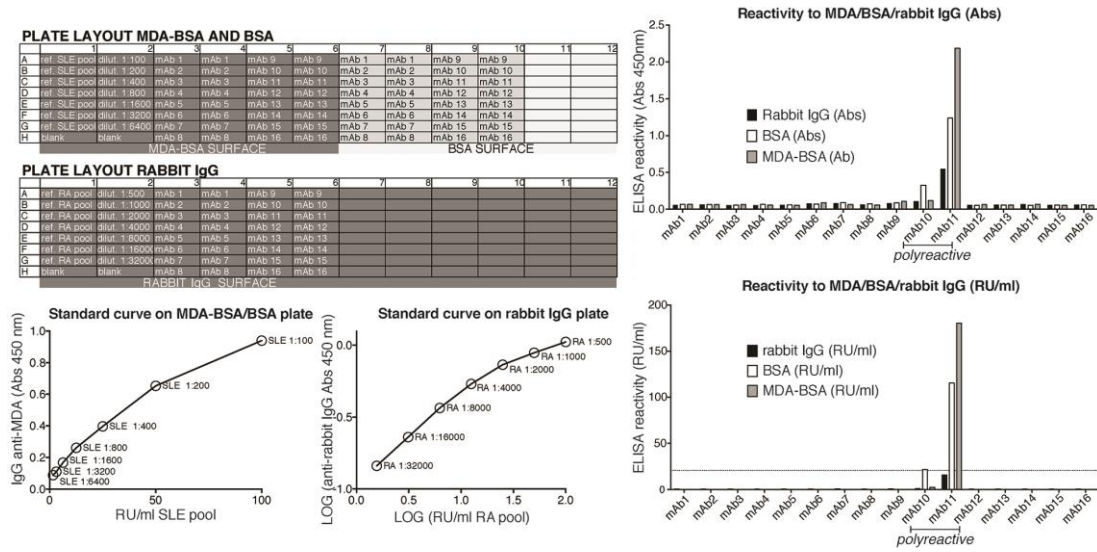 PLATE LAYOUT MDA-BSA AND BSA
1 2 3 4 5 6 7 8 9 10 11 12
A ref. SLE pool dilut. 1:100 mAb 1 mAb 1 mAb 9 mAb 9 mAb 1 mAb 1 mAb 9 mAb 9
B ref. SLE pool dilut. 1:200 mAb 2 mAb 2 mAb 10 mAb 10 mAb 2 mAb 2 mAb 10 mAb 10
C ref. SLE pool dilut. 1:400 mAb 3 mAb 3 mAb 11 mAb 11 mAb 3 mAb 3 mAb 11 mAb 11
D ref. SLE pool dilut. 1:800 mAb 4 mAb 4 mAb 12 mAb 12 mAb 4 mAb 4 mAb 12 mAb 12
E ref. SLE pool dilut. 1:1600 mAb 5 mAb 5 mAb 13 mAb 13 mAb 5 mAb 5 mAb 13 mAb 13
F ref. SLE pool dilut. 1:3200 mAb 6 mAb 6 mAb 14 mAb 14 mAb 6 mAb 6 mAb 14 mAb 14
G ref. SLE pool dilut. 1:6400 mAb 7 mAb 7 mAb 15 mAb 15 mAb 7 mAb 7 mAb 15 mAb 15
H blank blank mAb 8 mAb 8 mAb 16 mAb 16 mAb 8 mAb 8 mAb 16 mAb 16
MDA-BSA SURFACE BSA SURFACE
PLATE LAYOUT RABBIT IgG
1 2 3 4 5 6 7 8 9 10 11 12
A ref. RA pool dilut. 1:500 mAb 1 mAb 1 mAb 9 mAb 9
B ref. RA pool dilut. 1:1000 mAb 2 mAb 2 mAb 10 mAb 10
C ref. RA pool dilut. 1:2000 mAb 3 mAb 3 mAb 11 mAb 11
D ref. RA pool dilut. 1:4000 mAb 4 mAb 4 mAb 12 mAb 12
E ref. RA pool dilut. 1:8000 mAb 5 mAb 5 mAb 13 mAb 13
F ref. RA pool dilut. 1:16000 mAb 6 mAb 6 mAb 14 mAb 14
G ref. RA pool dilut. 1:32000 mAb 7 mAb 7 mAb 15 mAb 15
H blank blank mAb 8 mAb 8 mAb 16 mAb 16
RABBIT IgG SURFACE
Standard curve on MDA-BSA/BSA plate
IgG anti-MDA (Abs 450 nm)
1.0
0.8
0.6
0.4
0.2
0.0
SLE 1:100
SLE 1:200
SLE 1:400
SLE 1:800
SLE 1:1600
SLE 1:3200
SLE 1:6400
0 50 100
RU/ml SLE pool
Standard curve on rabbit IgG plate
LOG (anti-rabbit IgG Abs 450 nm)
0.0
-0.5
-1.0
RA 1:500
RA 1:1000
RA 1:2000
RA 1:4000
RA 1:8000
RA 1:16000
RA 1:32000
0.0 0.5 1.0 1.5 2.0
LOG (RU/ml RA pool)
Reactivity to MDA/BSA/rabbit IgG (Abs)
ELISA reactivity (Abs 450nm)
2.5
2.0
1.5
1.0
0.5
0.0
Rabbit IgG (Abs)
BSA (Abs)
MDA-BSA (Ab)
mAb1 mAb2 mAb3 mAb4 mAb5 mAb6 mAb7 mAb8 mAb9 mAb10 mAb11 mAb12 mAb13 mAb14 mAb15 mAb16
polyreactive
Reactivity to MDA/BSA/rabbit IgG (RU/ml)
ELISA reactivity (RU/ml)
200
150
100
50
0
rabbit IgG (RU/ml)
BSA (RU/ml)
MDA-BSA (RU/ml)
mAb1 mAb2 mAb3 mAb4 mAb5 mAb6 mAb7 mAb8 mAb9 mAb10 mAb11 mAb12 mAb13 mAb14 mAb15 mAb16
polyreactive